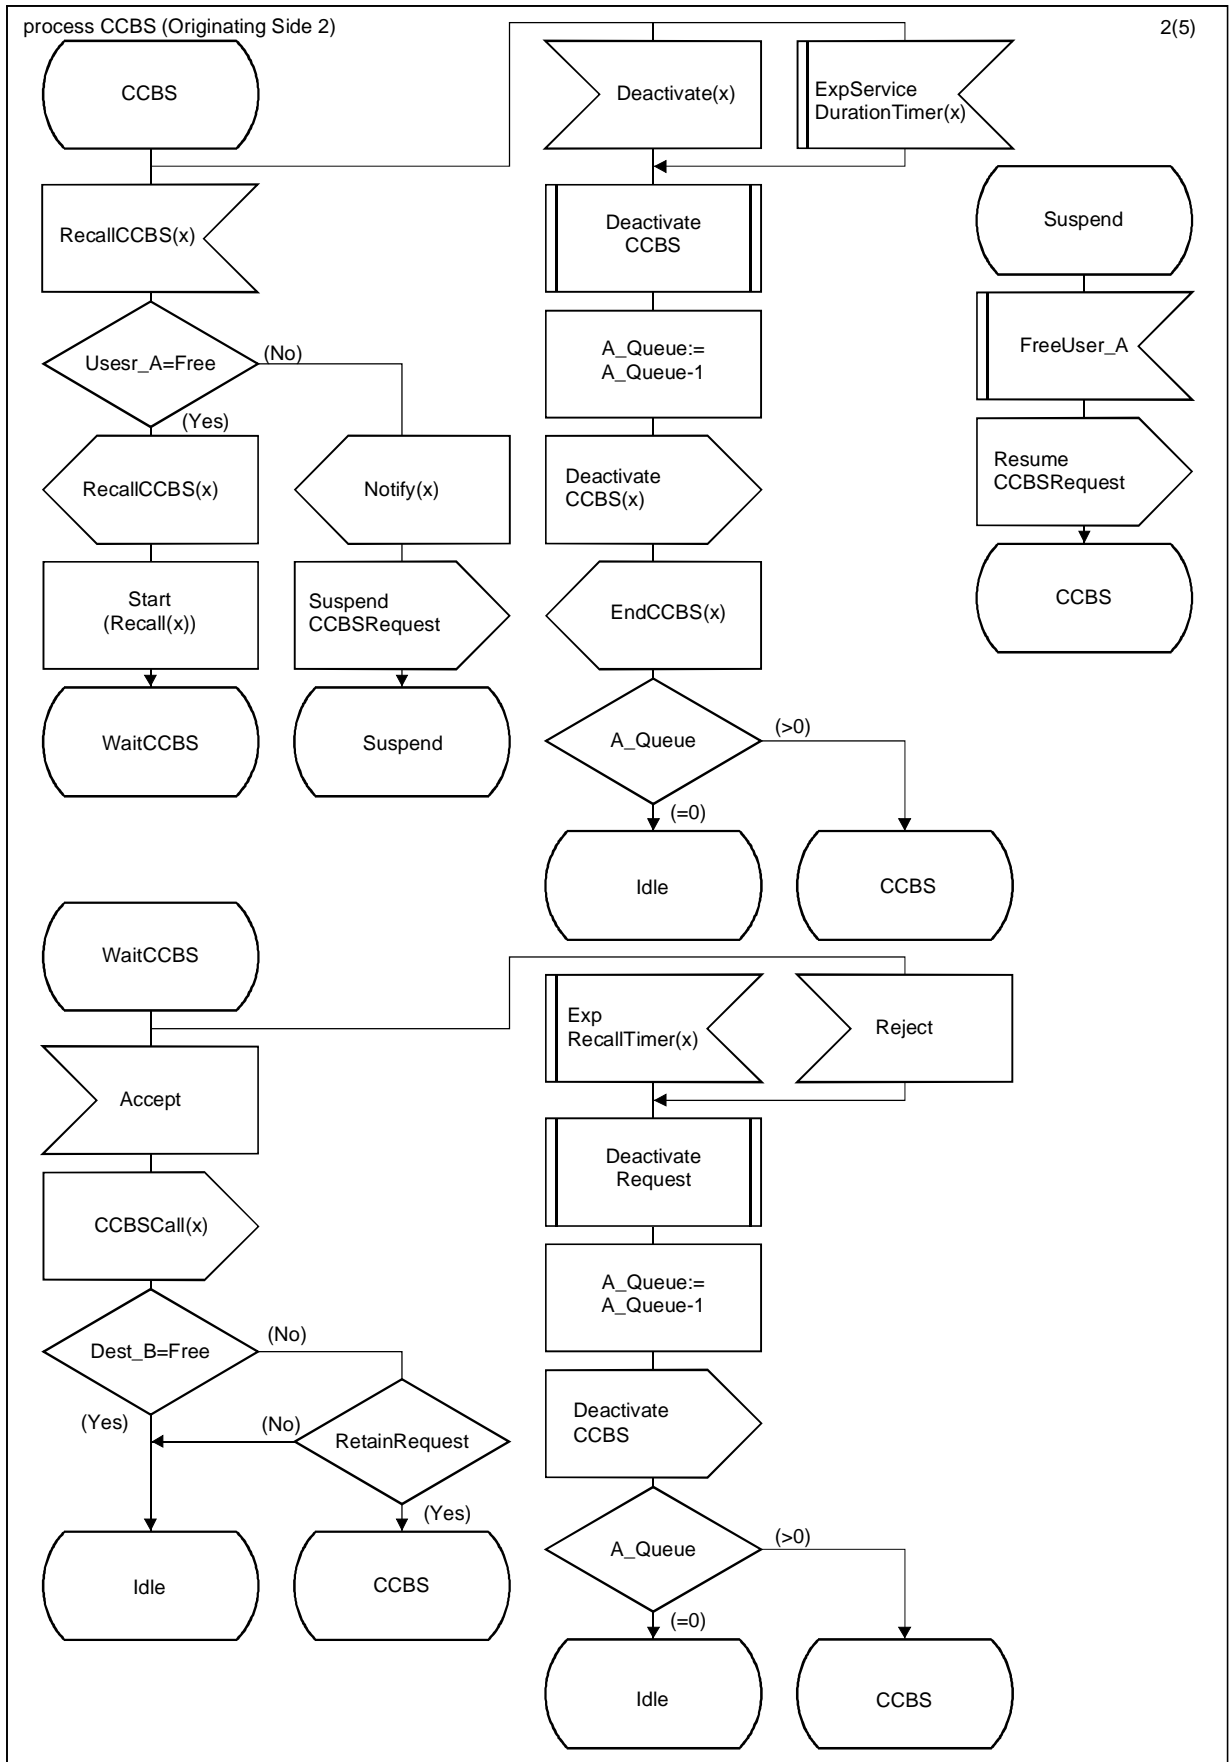 process CCBS (Originating Side 2)
2(5)
CCBS
RecallCCBS(x)
Usesr_A=Free
(No)
(Yes)
RecallCCBS(x)
Notify(x)
Start
(Recall(x))
Suspend
CCBSRequest
WaitCCBS
Suspend
Deactivate(x)
ExpService
DurationTimer(x)
Deactivate
CCBS
A_Queue:=
A_Queue-1
Deactivate
CCBS(x)
EndCCBS(x)
A_Queue
(>0)
(=0)
Idle
CCBS
Suspend
FreeUser_A
Resume
CCBSRequest
CCBS
WaitCCBS
Accept
CCBSCall(x)
Dest_B=Free
(No)
(Yes)
(No)
RetainRequest
(Yes)
Idle
CCBS
Exp
RecallTimer(x)
Reject
Deactivate
Request
A_Queue:=
A_Queue-1
Deactivate
CCBS
A_Queue
(>0)
(=0)
Idle
CCBS